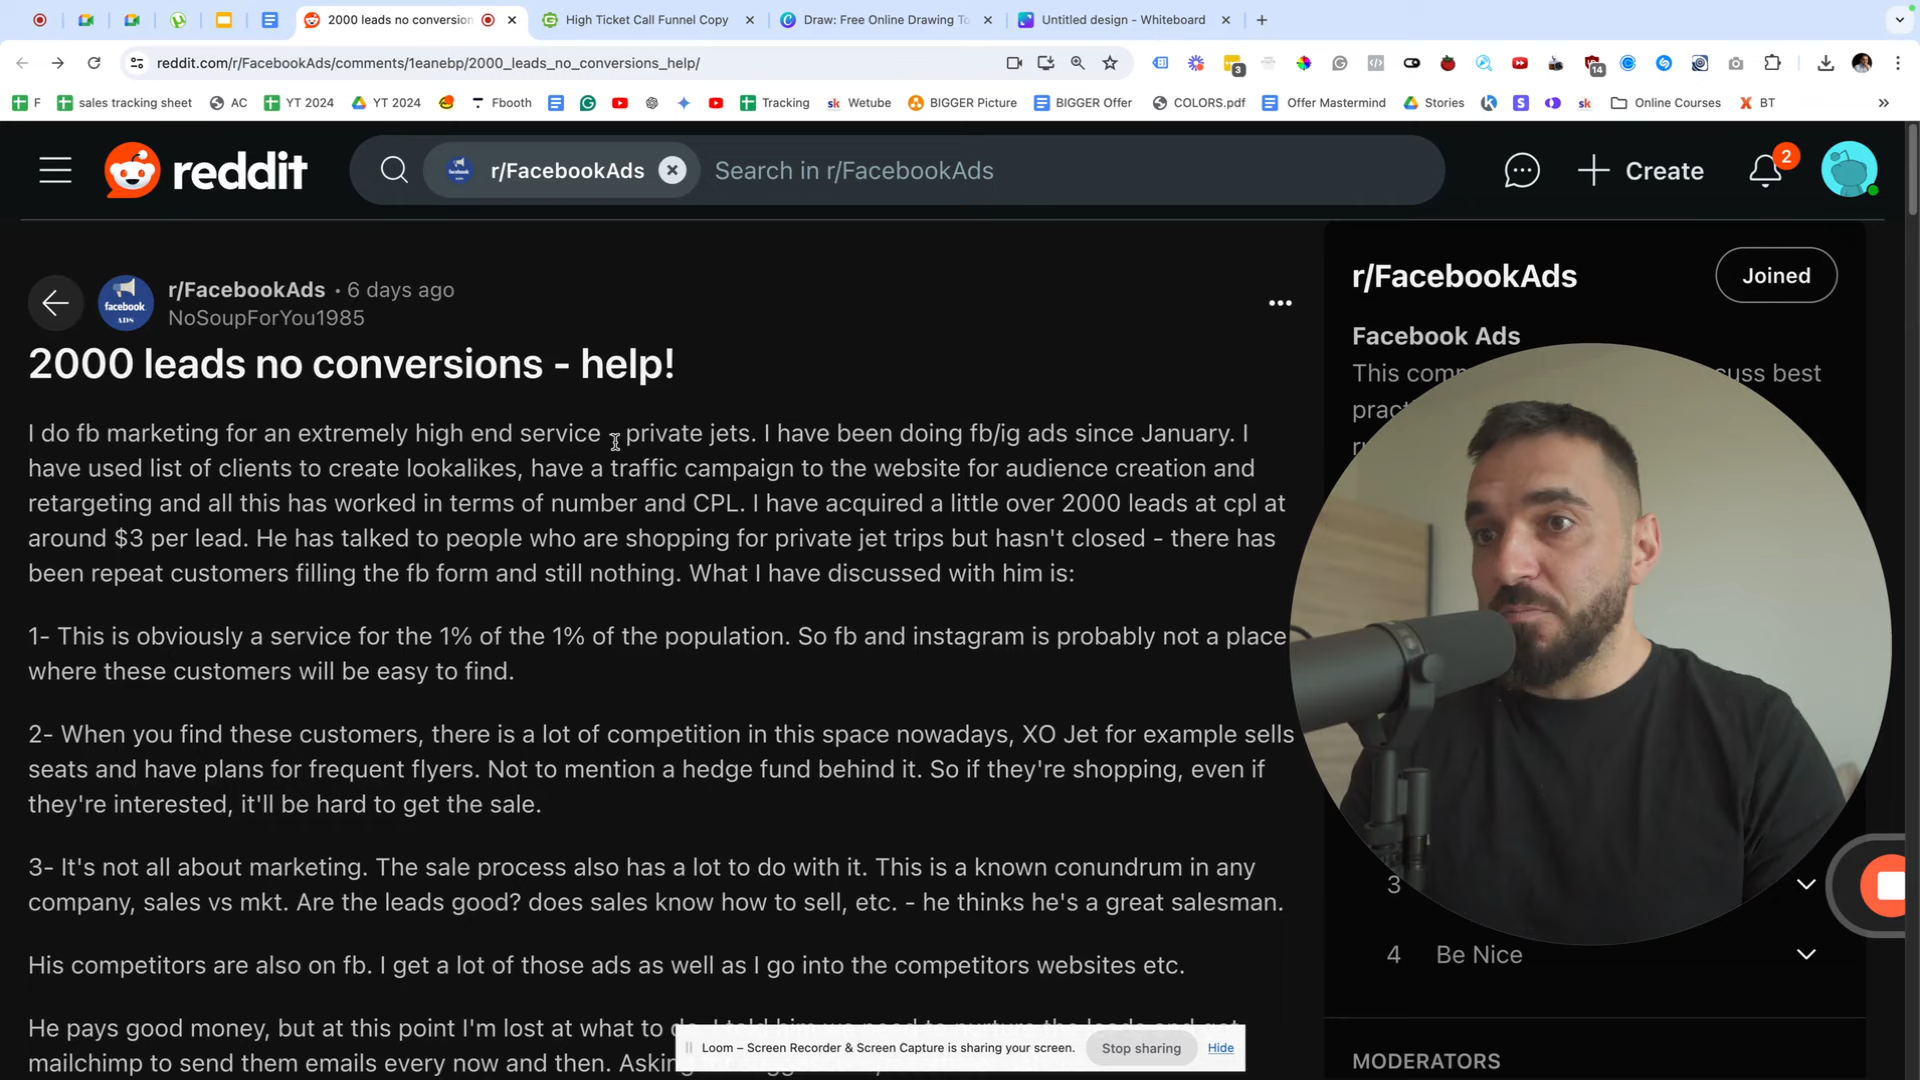 2000 leads no conversion
High Ticket Call Funnel Copy
Draw: Free Online Drawing To
Untitled design - Whiteboard
reddit.com/r/FacebookAds/comments/1eanebp/2000_leads_no_conversions_help/
3
14
F
sales tracking sheet
AC
YT 2024
YT 2024
Fbooth
Tracking
sk Wetube
BIGGER Picture
BIGGER Offer
COLORS.pdf
Offer Mastermind
Stories
S
sk
Online Courses
X BT
reddit
r/FacebookAds
Search in r/FacebookAds
Create
2
facebook
ADS
r/FacebookAds • 6 days ago
NoSoupForYou1985
2000 leads no conversions - help!
I do fb marketing for an extremely high end service - private jets. I have been doing fb/ig ads since January. I
have used list of clients to create lookalikes, have a traffic campaign to the website for audience creation and
retargeting and all this has worked in terms of number and CPL. I have acquired a little over 2000 leads at cpl at
around $3 per lead. He has talked to people who are shopping for private jet trips but hasn't closed - there has
been repeat customers filling the fb form and still nothing. What I have discussed with him is:
1- This is obviously a service for the 1% of the 1% of the population. So fb and instagram is probably not a place
where these customers will be easy to find.
2- When you find these customers, there is a lot of competition in this space nowadays, XO Jet for example sells
seats and have plans for frequent flyers. Not to mention a hedge fund behind it. So if they're shopping, even if
they're interested, it'll be hard to get the sale.
3- It's not all about marketing. The sale process also has a lot to do with it. This is a known conundrum in any
company, sales vs mkt. Are the leads good? does sales know how to sell, etc. - he thinks he's a great salesman.
His competitors are also on fb. I get a lot of those ads as well as I go into the competitors websites etc.
He pays good money, but at this point I'm lost at what to do. I told him we need to nurture the leads and get
mailchimp to send them emails every now and then.
r/FacebookAds
Joined
Facebook Ads
This com uss best
pract
3
4 Be Nice
MODERATORS
Loom – Screen Recorder & Screen Capture is sharing your screen.
Stop sharing
Hide